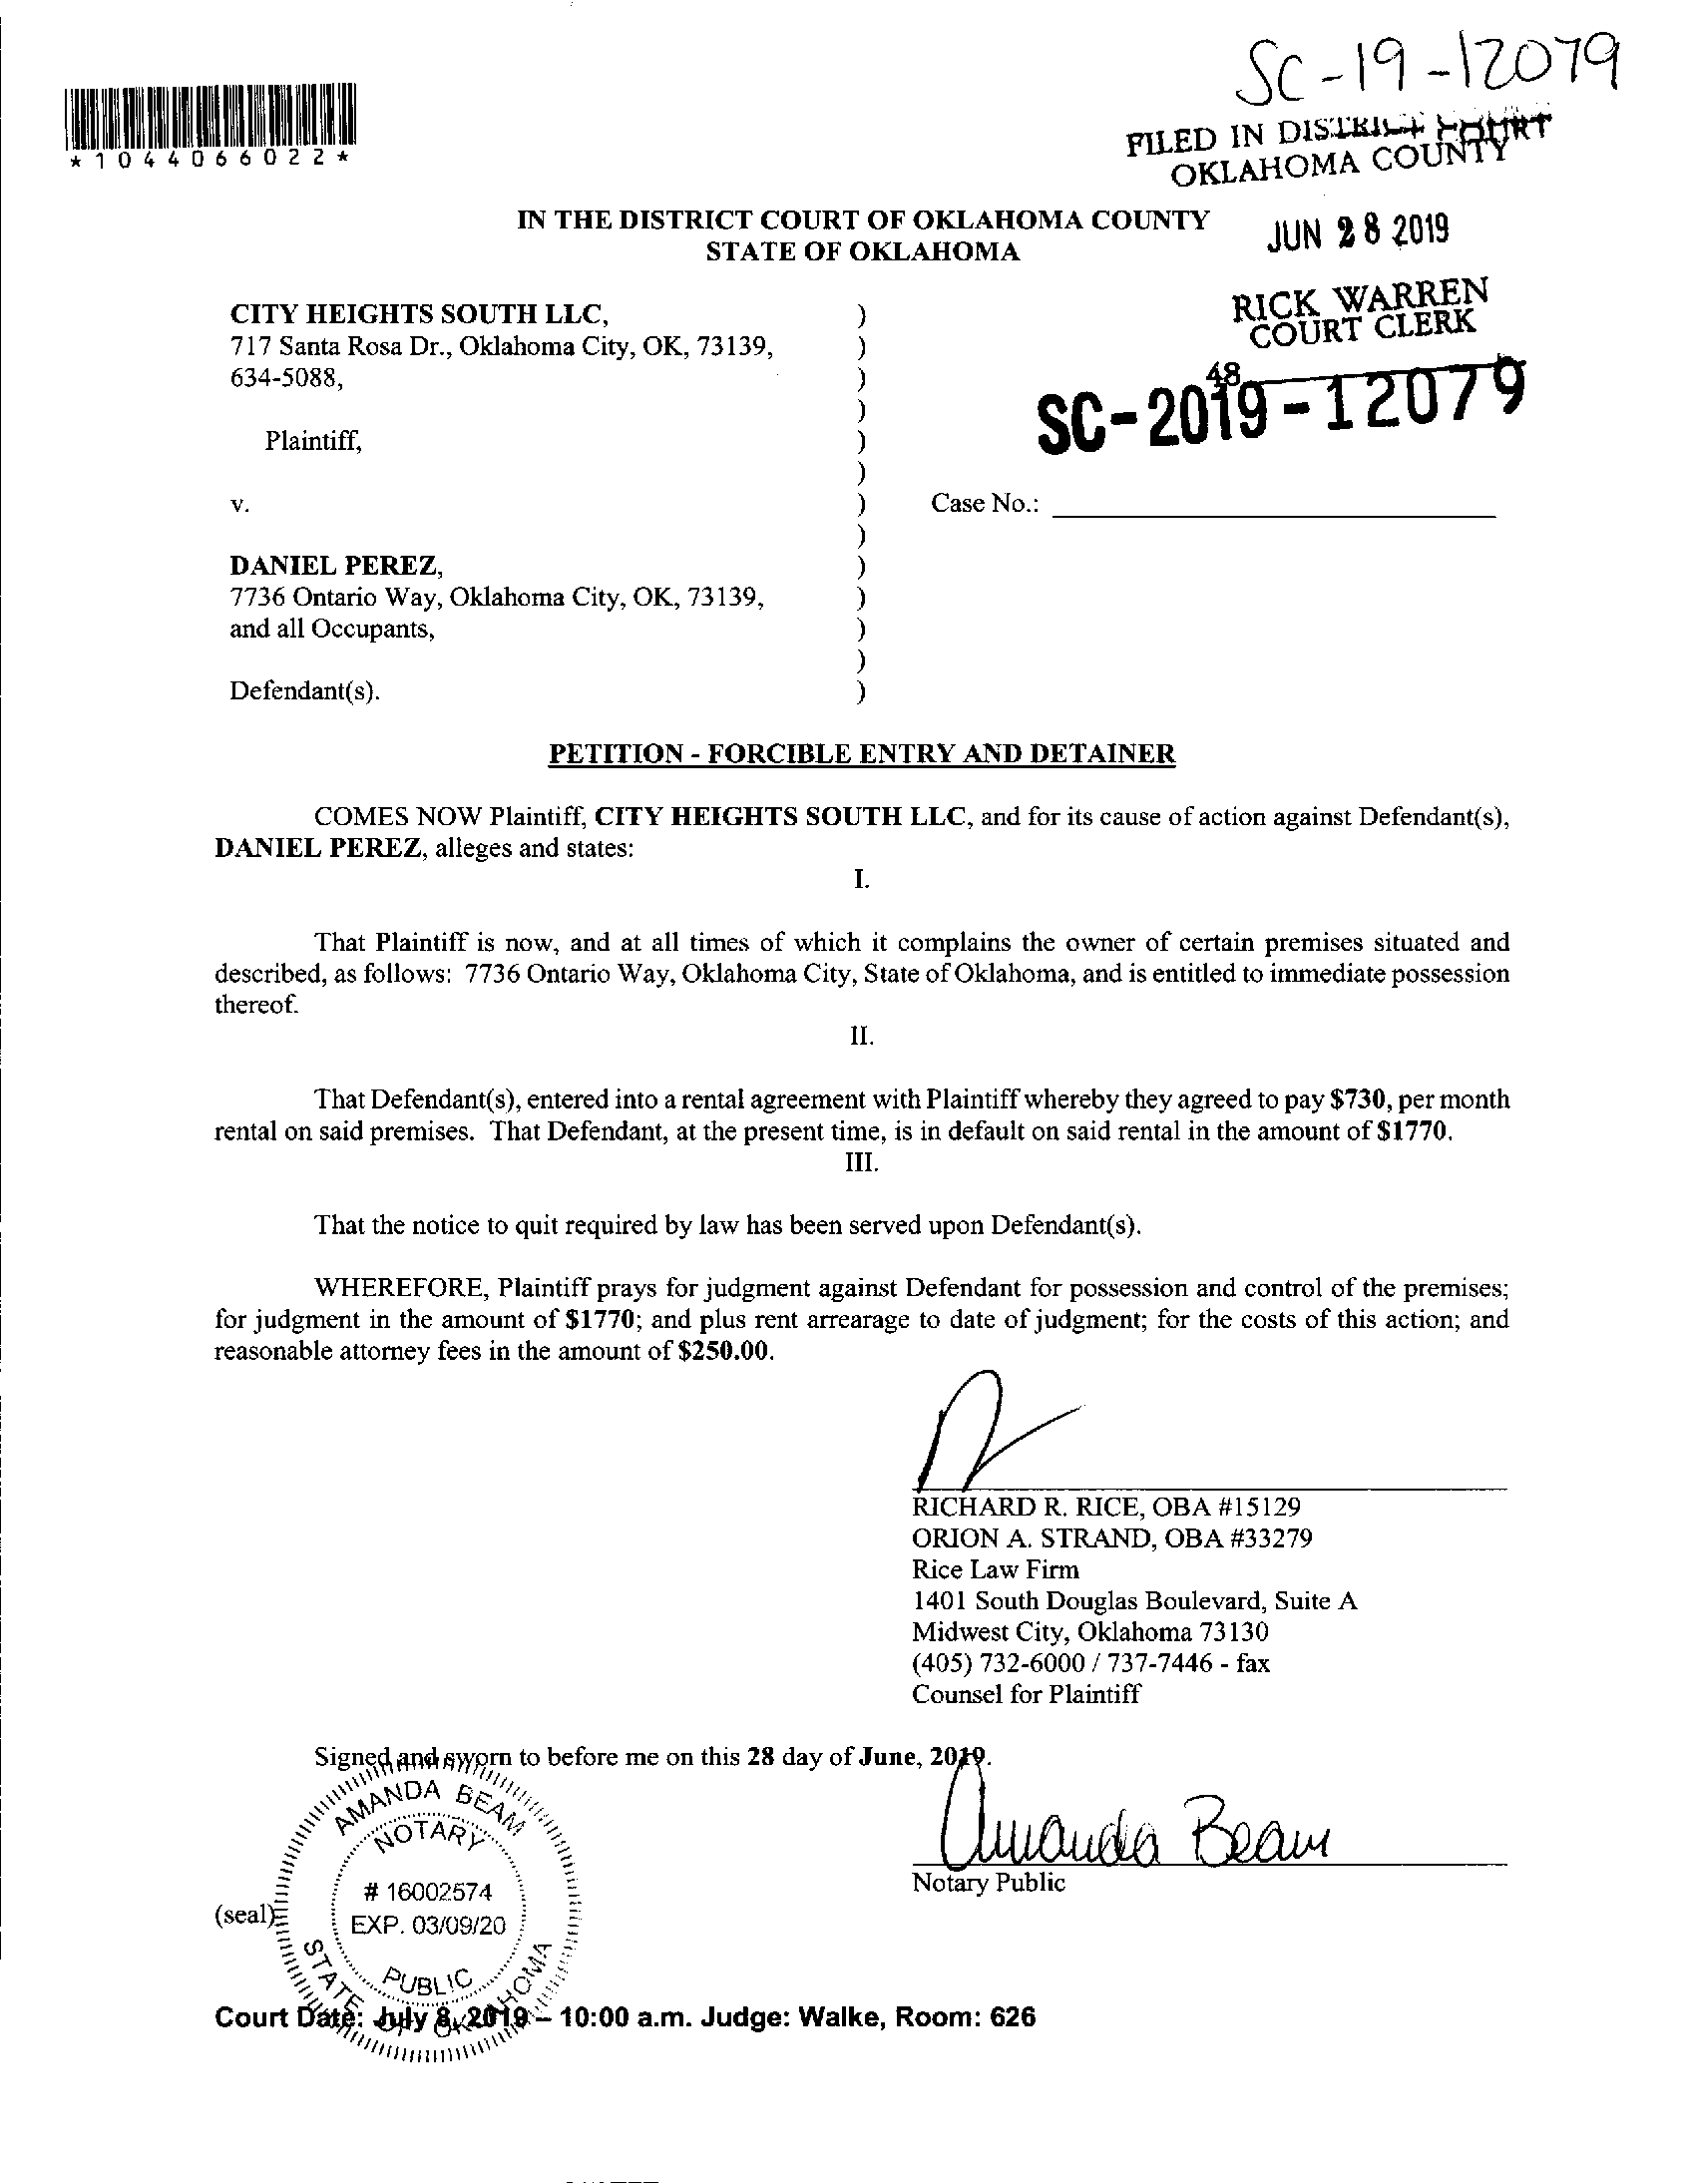 SC-19-12079
*1044066022*
FILED IN DISTRICT COURT
OKLAHOMA COUNTY
IN THE DISTRICT COURT OF OKLAHOMA COUNTY
STATE OF OKLAHOMA
JUN 28 2019
RICK WARREN
COURT CLERK
48
SC-2019-12079
CITY HEIGHTS SOUTH LLC, )
717 Santa Rosa Dr., Oklahoma City, OK, 73139, )
634-5088, )
)
Plaintiff, )
)
v. ) Case No.:
)
DANIEL PEREZ, )
7736 Ontario Way, Oklahoma City, OK, 73139, )
and all Occupants, )
)
Defendant(s). )
PETITION - FORCIBLE ENTRY AND DETAINER
COMES NOW Plaintiff, CITY HEIGHTS SOUTH LLC, and for its cause of action against Defendant(s),
DANIEL PEREZ, alleges and states:
I.
That Plaintiff is now, and at all times of which it complains the owner of certain premises situated and
described, as follows: 7736 Ontario Way, Oklahoma City, State of Oklahoma, and is entitled to immediate possession
thereof.
II.
That Defendant(s), entered into a rental agreement with Plaintiff whereby they agreed to pay $730, per month
rental on said premises. That Defendant, at the present time, is in default on said rental in the amount of $1770.
III.
That the notice to quit required by law has been served upon Defendant(s).
WHEREFORE, Plaintiff prays for judgment against Defendant for possession and control of the premises;
for judgment in the amount of $1770; and plus rent arrearage to date of judgment; for the costs of this action; and
reasonable attorney fees in the amount of $250.00.
RICHARD R. RICE, OBA #15129
ORION A. STRAND, OBA #33279
Rice Law Firm
1401 South Douglas Boulevard, Suite A
Midwest City, Oklahoma 73130
(405) 732-6000 / 737-7446 - fax
Counsel for Plaintiff
Signed and sworn to before me on this 28 day of June, 2019.
Amanda Beam
Notary Public
(seal)
AMANDA BEAM
NOTARY
# 16002574
EXP. 03/09/20
PUBLIC
STATE OF OKLAHOMA
Court Date: July 8, 2019 – 10:00 a.m. Judge: Walke, Room: 626